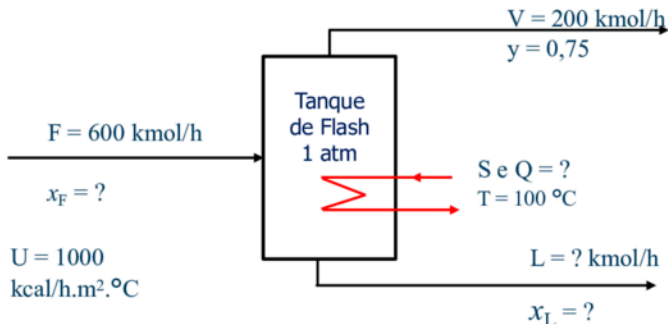 V = 200 kmol/h
y = 0,75
Tanque
de Flash
1 atm
F = 600 kmol/h
x_F = ?
S e Q = ?
T = 100 °C
U = 1000
kcal/h.m².°C
L = ? kmol/h
x_L = ?